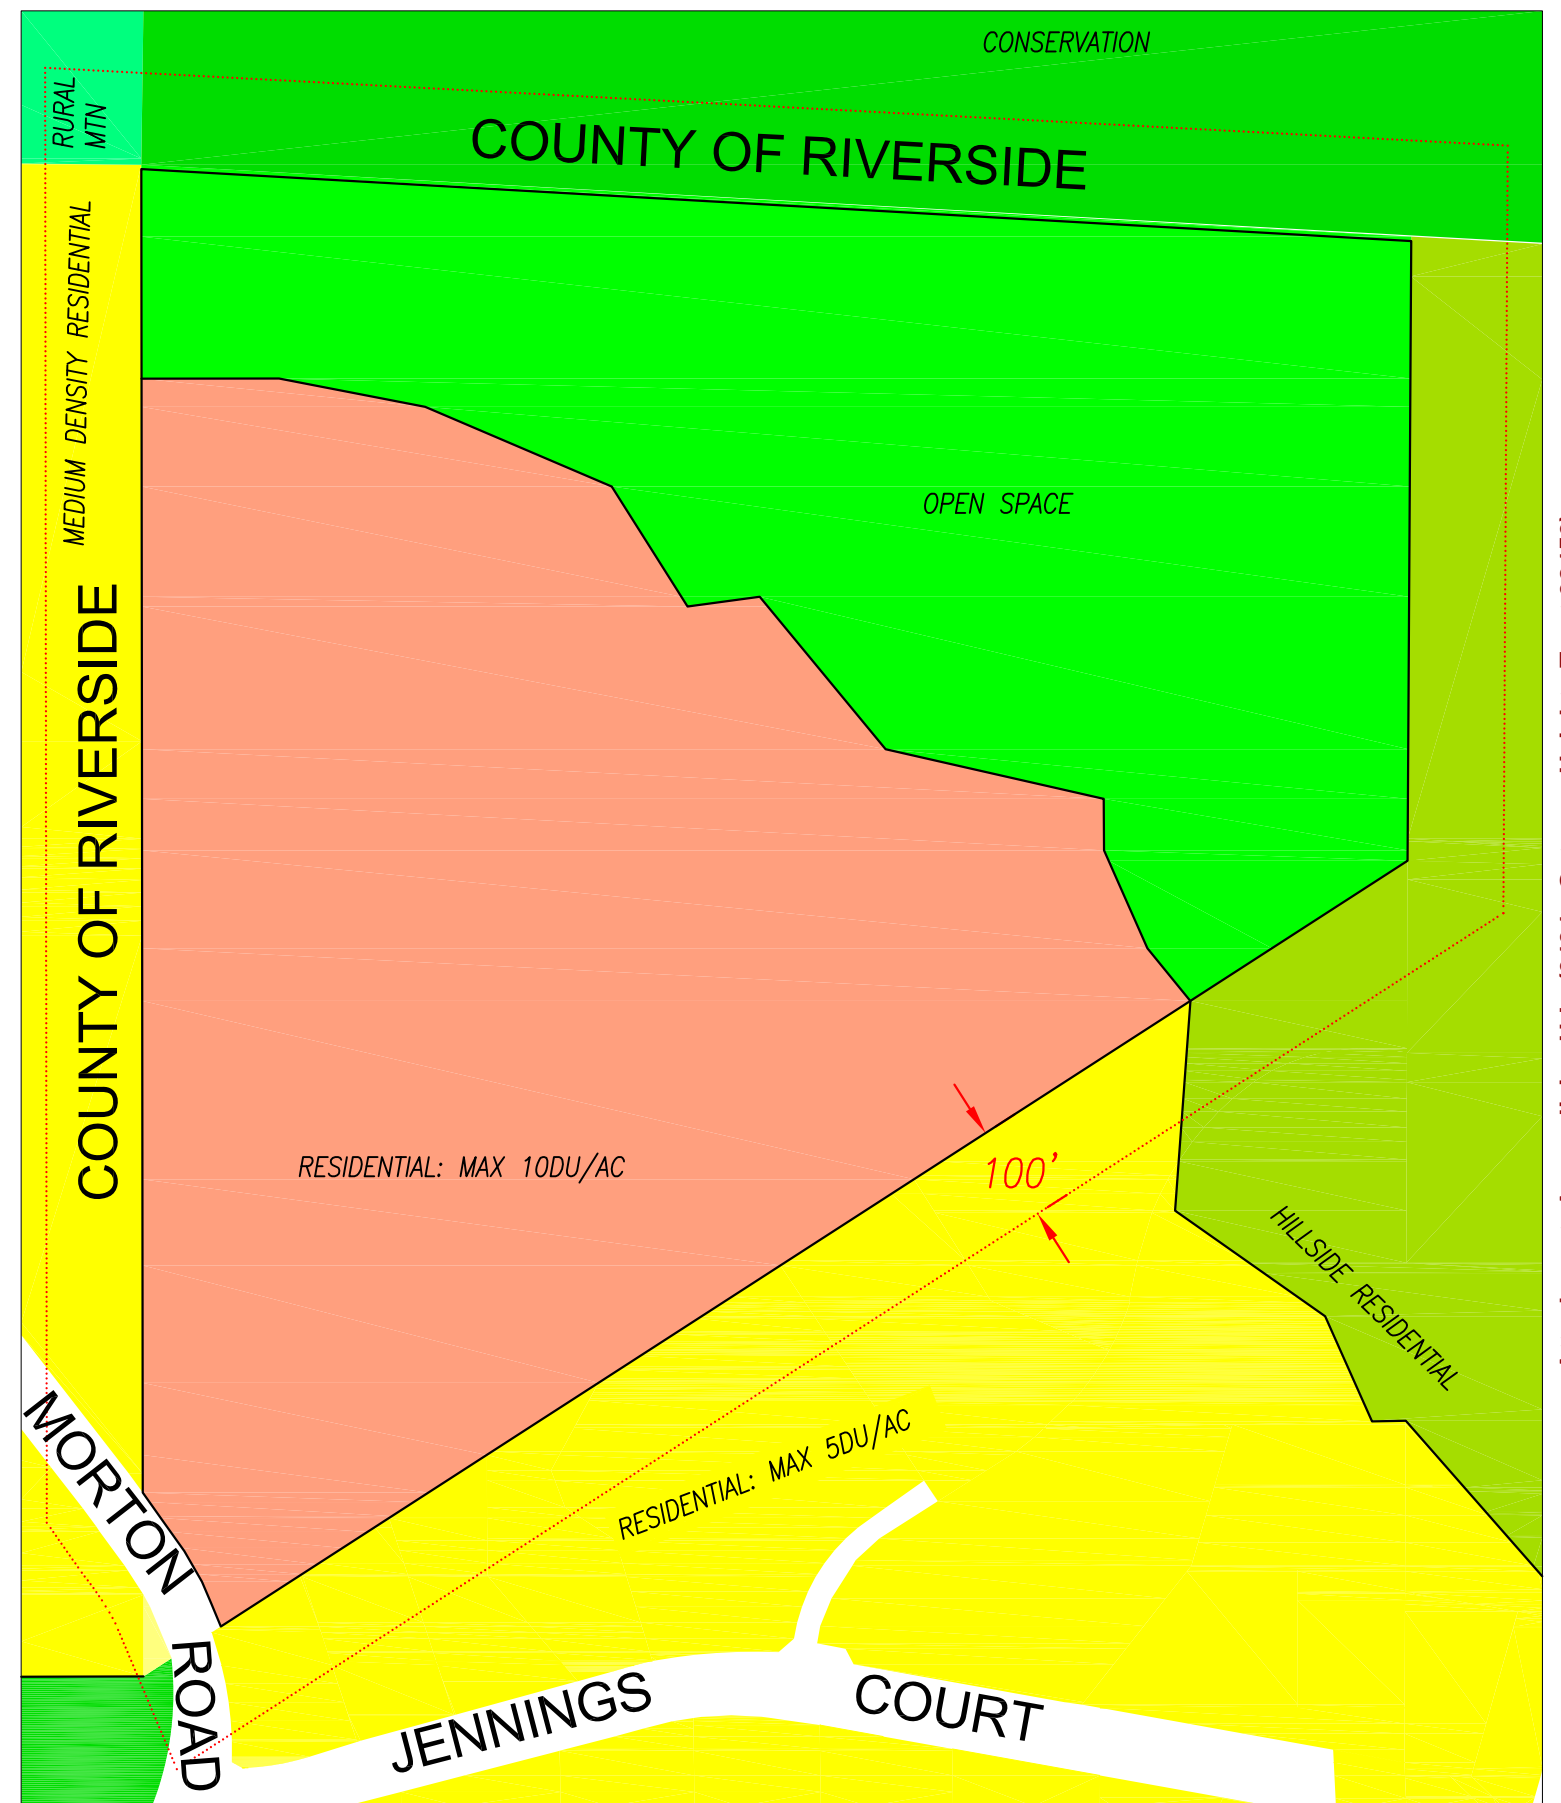 CONSERVATION
RURAL
MTN
COUNTY OF RIVERSIDE
MEDIUM DENSITY RESIDENTIAL
OPEN SPACE
COUNTY OF RIVERSIDE
RESIDENTIAL: MAX 10DU/AC
100'
HILLSIDE RESIDENTIAL
RESIDENTIAL: MAX 5DU/AC
MORTON
ROAD
JENNINGS
COURT